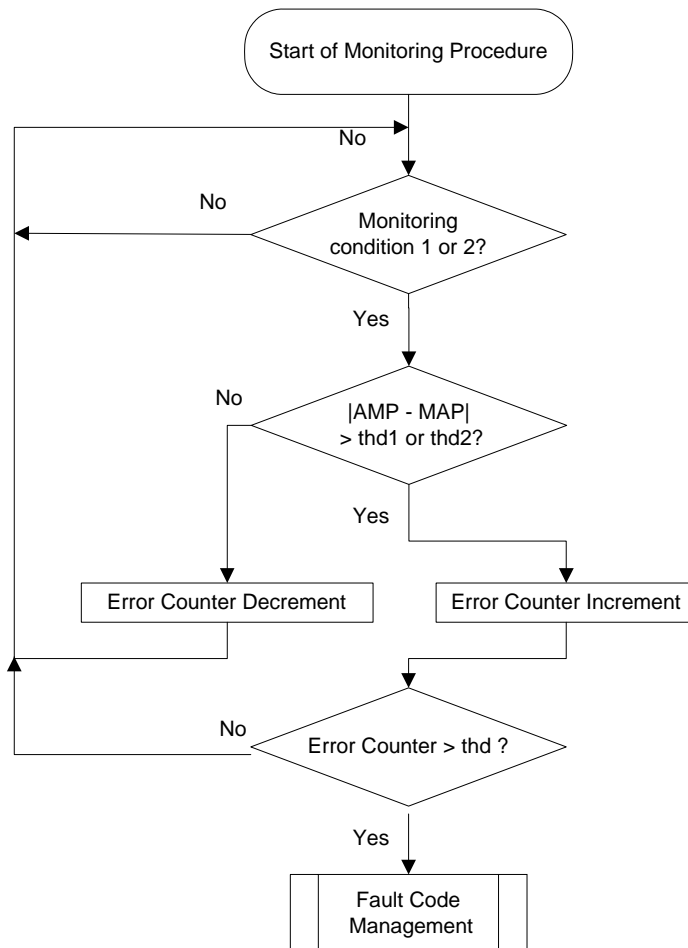 Start of Monitoring Procedure
No
No
Monitoring
condition 1 or 2?
Yes
No
|AMP - MAP|
> thd1 or thd2?
Yes
Error Counter Decrement
Error Counter Increment
No
Error Counter > thd ?
Yes
Fault Code
Management